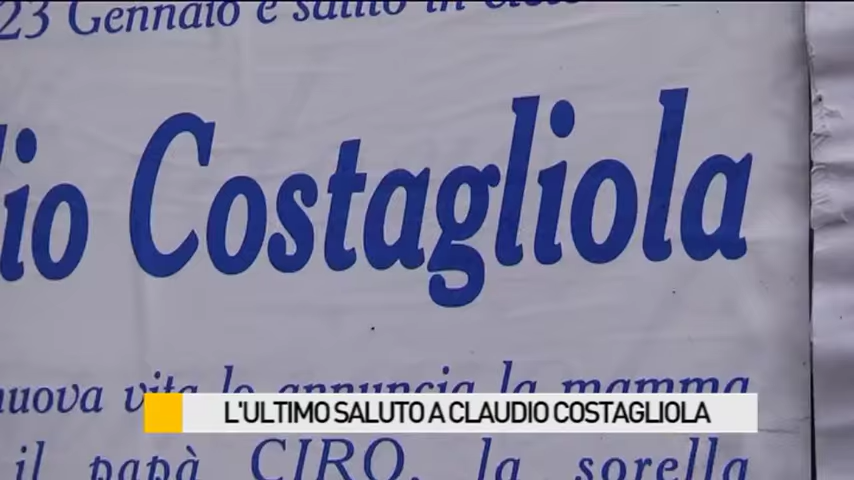 23 Gennaio è salito in
io Costagliola
nuova vita lo annuncia la mamma
L'ULTIMO SALUTO A CLAUDIO COSTAGLIOLA
il papà CIRO, la sorella